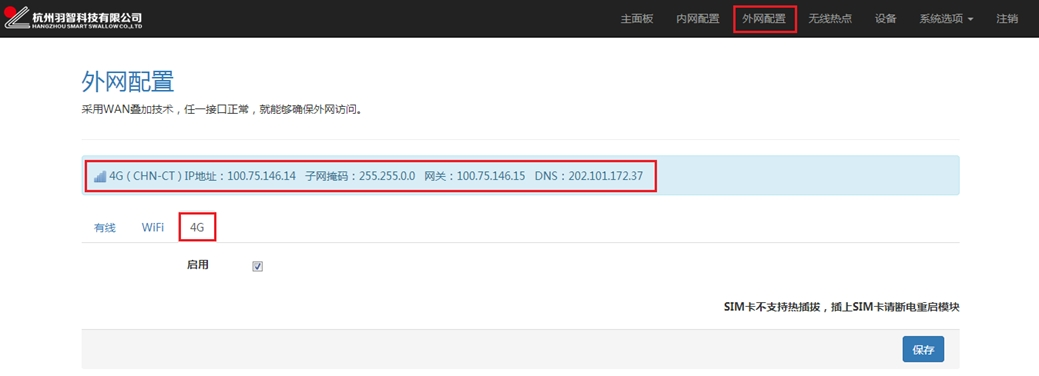 杭州羽智科技有限公司
HANGZHOU SMART SWALLOW CO.,LTD
主面板 内网配置 外网配置 无线热点 设备 系统选项 注销
外网配置
采用WAN叠加技术，任一接口正常，就能够确保外网访问。
4G（CHN-CT）IP地址：100.75.146.14 子网掩码：255.255.0.0 网关：100.75.146.15 DNS：202.101.172.37
有线 WiFi 4G
启用
SIM卡不支持热插拔，插上SIM卡请断电重启模块
保存